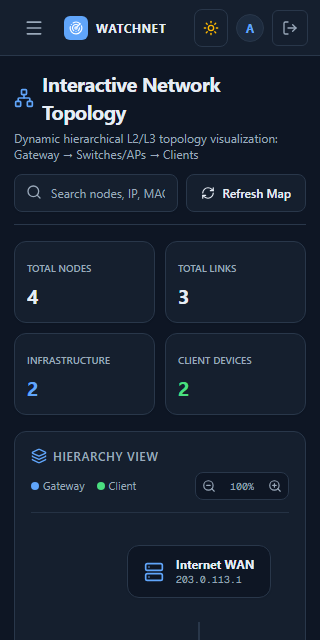 WATCHNET
A
Interactive Network
Topology
Dynamic hierarchical L2/L3 topology visualization:
Gateway → Switches/APs → Clients
Search nodes, IP, MAC
Refresh Map
TOTAL NODES
4
TOTAL LINKS
3
INFRASTRUCTURE
2
CLIENT DEVICES
2
HIERARCHY VIEW
Gateway
Client
100%
Internet WAN
203.0.113.1